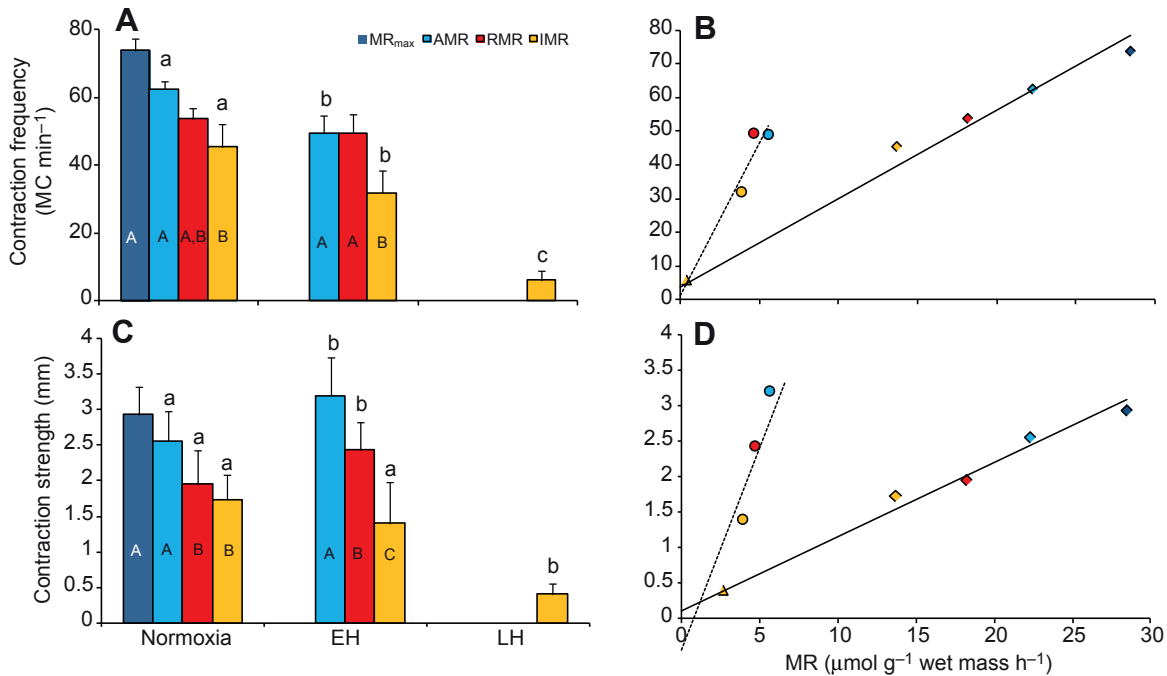 A
MRmax AMR RMR IMR
Contraction frequency
(MC min–1)
80
60
40
20
0
a
a
b
b
c
A
A
A,B
B
A
A
B
B
80
70
60
50
40
30
20
10
0
C
Contraction strength (mm)
4
3.5
3
2.5
2
1.5
1
0.5
0
a
a
a
b
b
a
b
A
A
B
B
A
B
C
Normoxia EH LH
D
4
3.5
3
2.5
2
1.5
1
0.5
0
0 5 10 15 20 25 30
MR (μmol g–1 wet mass h–1)